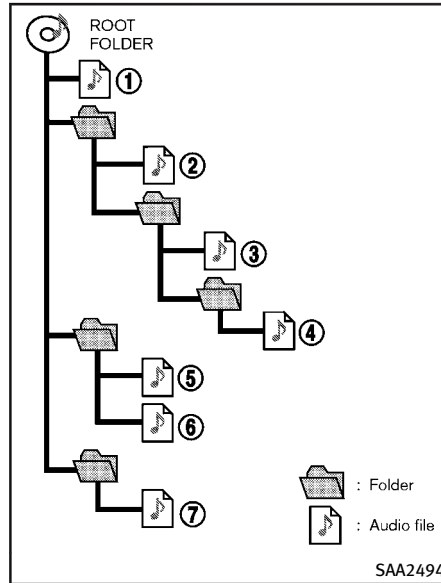 ROOT
FOLDER
①
②
③
④
⑤
⑥
⑦
: Folder
: Audio file
SAA2494